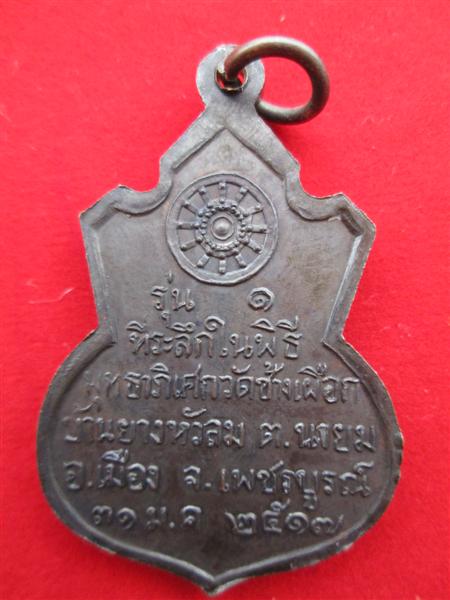 รุ่น ๑
ที่ระลึกในพิธี
พุทธาภิเศกวัดช้างเผือก
บ้านยางหัวลม ต.นายม
อ.เมือง จ.เพชรบูรณ์
๓๑ ม.ค ๒๕๑๗